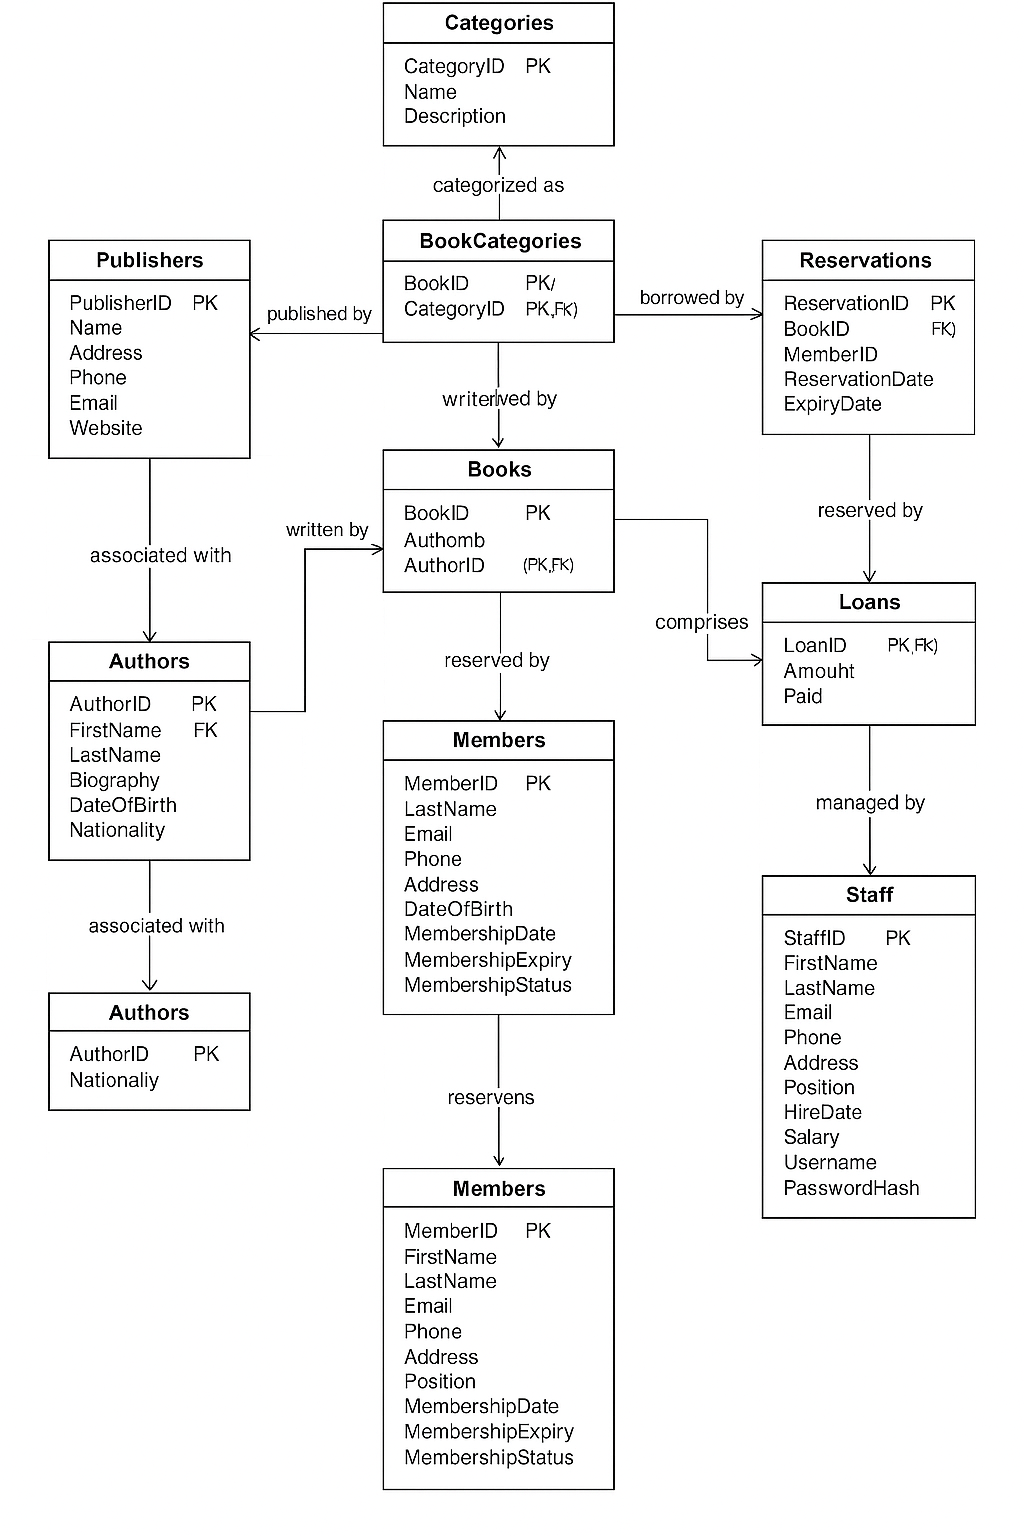 Categories
CategoryID PK
Name
Description
categorized as
BookCategories
BookID PK/
CategoryID PK,FK)
Publishers
PublisherID PK
Name
Address
Phone
Email
Website
published by
borrowed by
Reservations
ReservationID PK
BookID FK)
MemberID
ReservationDate
ExpiryDate
by
Books
BookID PK
Authomb
AuthorID (PK,FK)
written by
associated with
reserved by
comprises
reserved by
Loans
LoanID PK,FK)
Amouht
Paid
Authors
AuthorID PK
FirstName FK
LastName
Biography
DateOfBirth
Nationality
Members
MemberID PK
LastName
Email
Phone
Address
DateOfBirth
MembershipDate
MembershipExpiry
MembershipStatus
managed by
Staff
StaffID PK
FirstName
LastName
Email
Phone
Address
Position
HireDate
Salary
Username
PasswordHash
associated with
Authors
AuthorID PK
Nationaliy
reservens
Members
MemberID PK
FirstName
LastName
Email
Phone
Address
Position
MembershipDate
MembershipExpiry
MembershipStatus